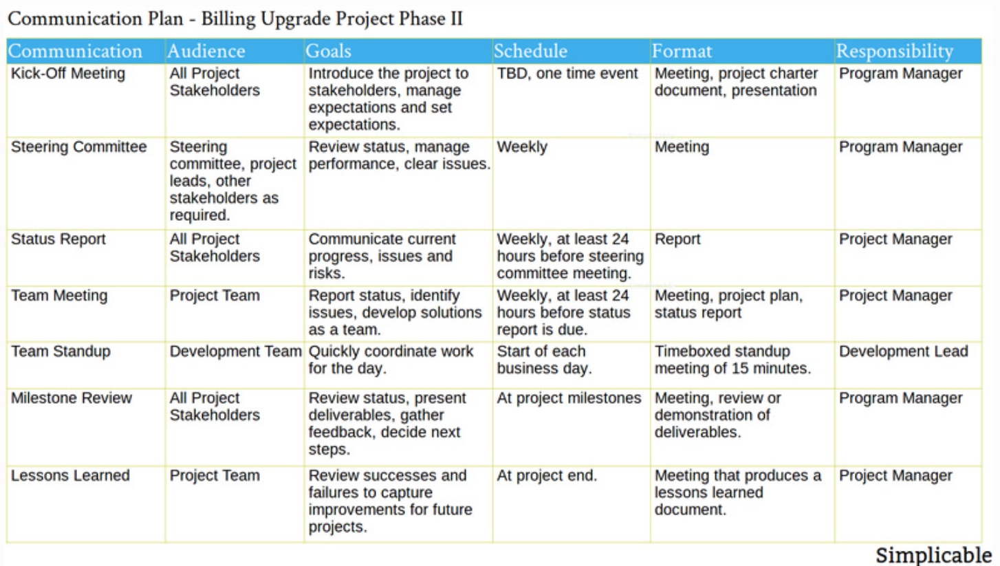 Communication Plan - Billing Upgrade Project Phase II
Communication Audience Goals Schedule Format Responsibility
Kick-Off Meeting
All Project
Stakeholders
Introduce the project to
stakeholders, manage
expectations and set
expectations.
TBD, one time event
Meeting, project charter
document, presentation
Program Manager
Steering Committee
Steering
committee, project
leads, other
stakeholders as
required.
Review status, manage
performance, clear issues.
Weekly
Meeting
Program Manager
Status Report
All Project
Stakeholders
Communicate current
progress, issues and
risks.
Weekly, at least 24
hours before steering
committee meeting.
Report
Project Manager
Team Meeting
Project Team
Report status, identify
issues, develop solutions
as a team.
Weekly, at least 24
hours before status
report is due.
Meeting, project plan,
status report
Project Manager
Team Standup
Development Team
Quickly coordinate work
for the day.
Start of each
business day.
Timeboxed standup
meeting of 15 minutes.
Development Lead
Milestone Review
All Project
Stakeholders
Review status, present
deliverables, gather
feedback, decide next
steps.
At project milestones
Meeting, review or
demonstration of
deliverables.
Program Manager
Lessons Learned
Project Team
Review successes and
failures to capture
improvements for future
projects.
At project end.
Meeting that produces a
lessons learned
document.
Project Manager
Simplicable